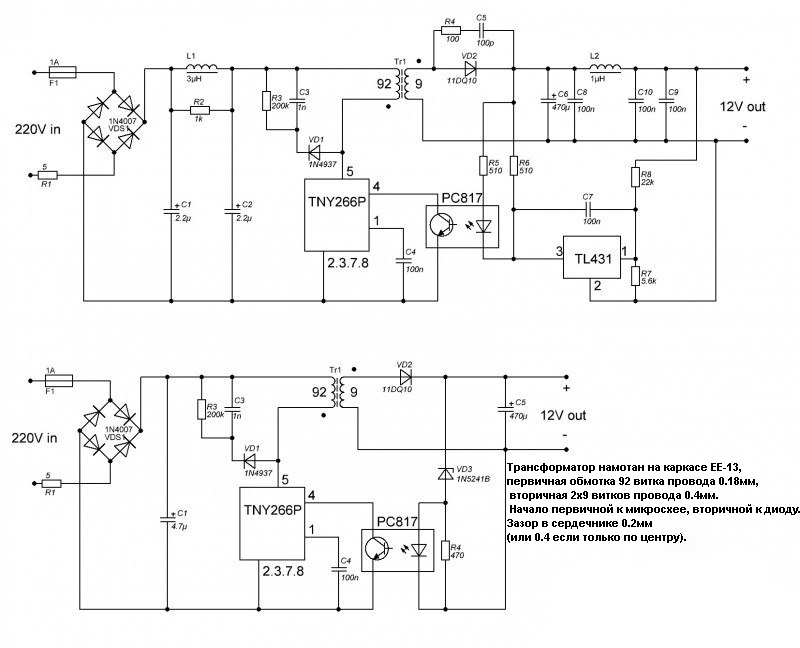 R4
100
C5
100p
1A
F1
L1
3μH
Tr1
VD2
11DQ10
L2
1μH
+
92
9
R3
200k
C3
1n
R2
1k
C6
470μ
C8
100n
C10
100n
C9
100n
12V out
220V in
1N4007
VDS1
VD1
1N4937
-
5
R1
5
R5
510
R6
510
R8
22k
TNY266P
4
PC817
C7
100n
C1
2.2μ
C2
2.2μ
1
C4
100n
3
TL431
1
2.3.7.8
2
R7
5.6k
1A
F1
Tr1
VD2
11DQ10
+
92
9
R3
200k
C3
1n
C5
470μ
12V out
220V in
1N4007
VDS1
VD1
1N4937
-
5
R1
5
VD3
1N5241B
TNY266P
4
PC817
C1
4.7μ
1
C4
100n
R4
470
2.3.7.8
Трансформатор намотан на каркасе EE-13,
первичная обмотка 92 витка провода 0.18мм,
вторичная 2x9 витков провода 0.4мм.
Начало первичной к микросхее, вторичной к диоду.
Зазор в сердечнике 0.2мм
(или 0.4 если только по центру).